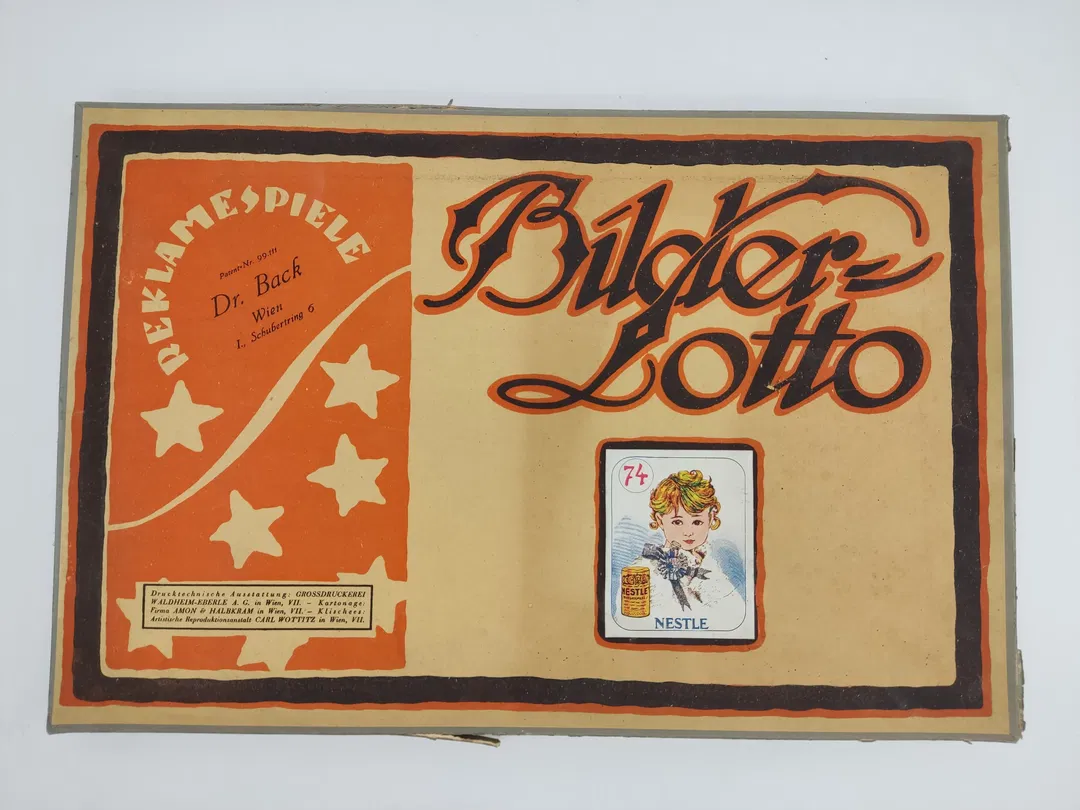 REKLAMESPIELE
Patent-Nr. 99.111
Dr. Back
Wien
I., Schubertring 6
Bilder-
Lotto
74
NESTLE
NESTLE
Drucktechnische Ausstattung: GROSSDRUCKEREI
WALDHEIM-EBERLE A. G. in Wien, VII. – Kartonage:
Firma AMON & HALBKRAM in Wien, VII. – Klischees:
Artistische Reproduktionsanstalt CARL WOTTITZ in Wien, VII.